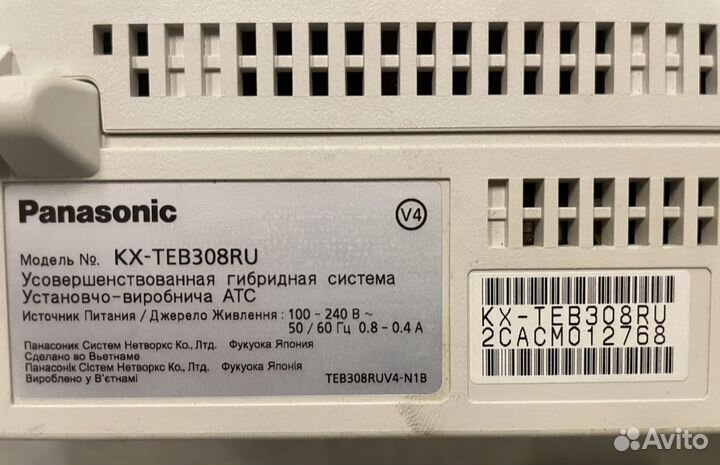 Panasonic
V4
Модель №. KX-TEB308RU
Усовершенствованная гибридная система
Установчо-виробнича АТС
Источник Питания / Джерело Живлення : 100 - 240 В ~
50 / 60 Гц 0.8 - 0.4 А
Панасоник Систем Нетворкс Ко., Лтд. Фукуока Япония
Сделано во Вьетнаме
Панасонік Сістем Нетворкс Ко., Лтд. Фукуока Японія
Вироблено у В'єтнамі
TEB308RUV4-N1B
KX-TEB308RU
2CACM012768
Avito